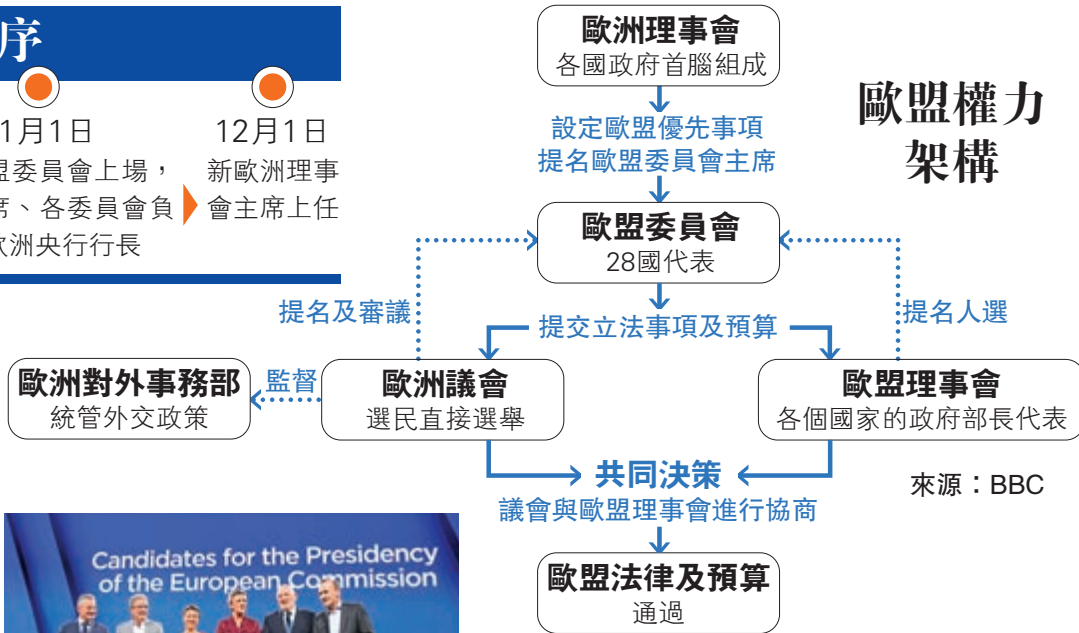 序
1月1日
盟委員會上場，
席、各委員會負
歐洲央行行長
12月1日
新歐洲理事
會主席上任
歐盟權力
架構
歐洲理事會
各國政府首腦組成
設定歐盟優先事項
提名歐盟委員會主席
歐盟委員會
28國代表
提名及審議
提交立法事項及預算
提名人選
歐洲對外事務部
統管外交政策
監督
歐洲議會
選民直接選舉
歐盟理事會
各個國家的政府部長代表
共同決策
議會與歐盟理事會進行協商
來源：BBC
歐盟法律及預算
通過
Candidates for the Presidency
of the European Commission